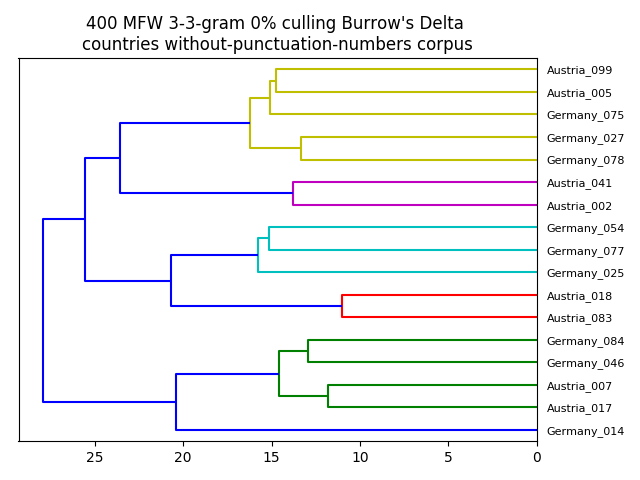 400 MFW 3-3-gram 0% culling Burrow's Delta
countries without-punctuation-numbers corpus
Austria_099
Austria_005
Germany_075
Germany_027
Germany_078
Austria_041
Austria_002
Germany_054
Germany_077
Germany_025
Austria_018
Austria_083
Germany_084
Germany_046
Austria_007
Austria_017
Germany_014
25 20 15 10 5 0